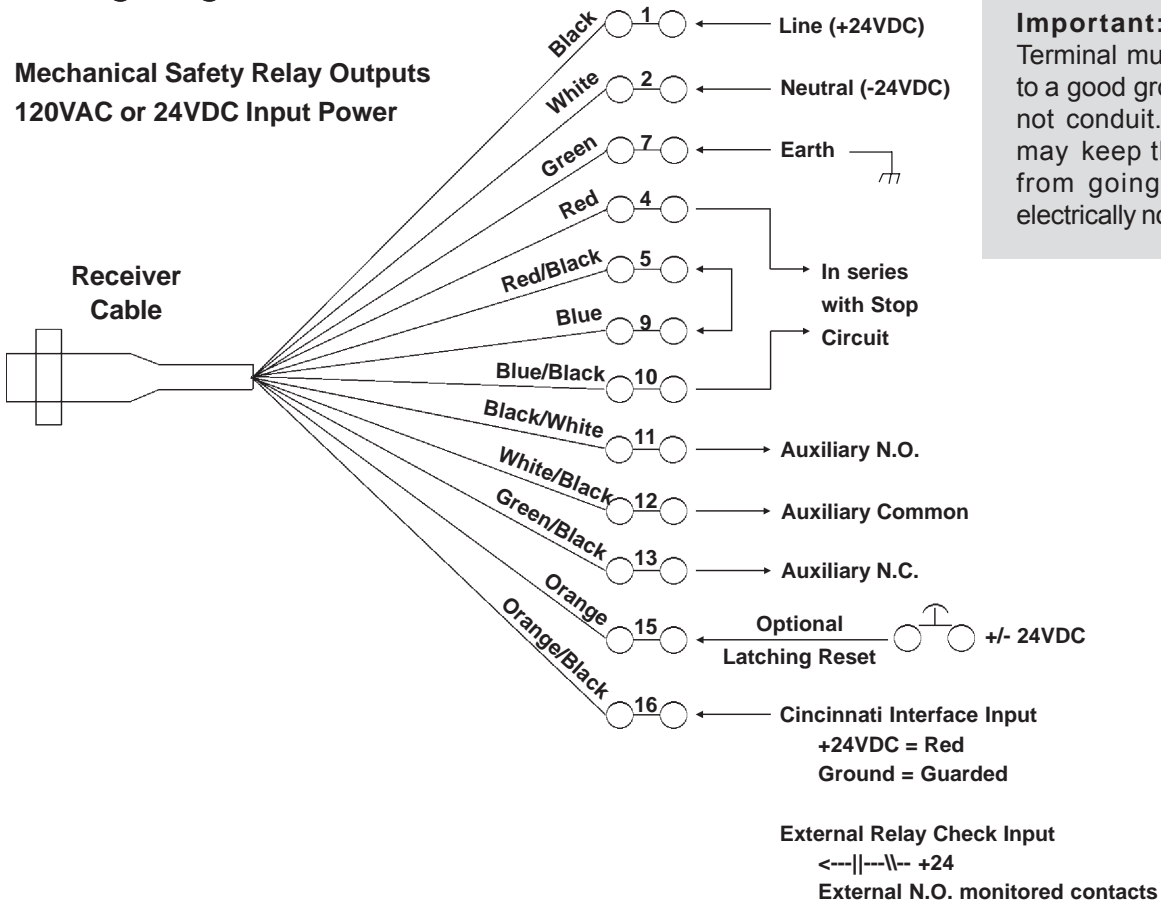 Mechanical Safety Relay Outputs
120VAC or 24VDC Input Power
Important:
Terminal
to a good
not conduit.
may keep
from going
electrically
Receiver
Cable
Black 1 Line (+24VDC)
White 2 Neutral (-24VDC)
Green 7 Earth
Red 4
Red/Black 5
Blue 9
Blue/Black 10
In series
with Stop
Circuit
Black/White 11 Auxiliary N.O.
White/Black 12 Auxiliary Common
Green/Black 13 Auxiliary N.C.
Orange 15 Optional
Latching Reset
+/- 24VDC
Orange/Black 16 Cincinnati Interface Input
+24VDC = Red
Ground = Guarded
External Relay Check Input
<---||---\\-- +24
External N.O. monitored contacts